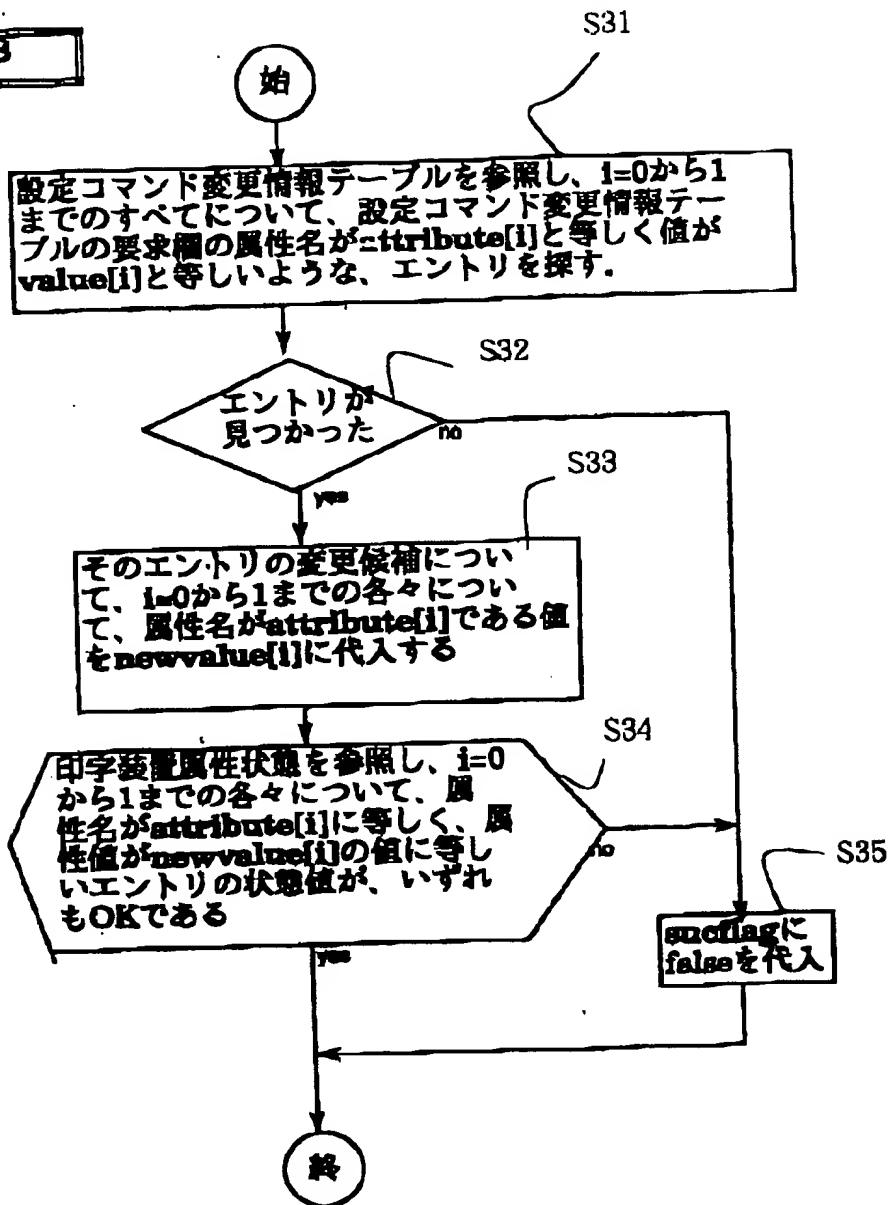 S31
始
設定コマンド変更情報テーブルを参照し、i=0から1
までのすべてについて、設定コマンド変更情報テー
ブルの要求欄の属性名がattribute[i]と等しく値が
value[i]と等しいような、エントリを探す.
S32
エントリが
見つかった
no
yes
S33
そのエントリの変更候補につい
て、i=0から1までの各々につい
て、属性名がattribute[i]である値
をnewvalue[i]に代入する
S34
印字装置属性状態を参照し、i=0
から1までの各々について、属
性名がattribute[i]に等しく、属
性値がnewvalue[i]の値に等し
いエントリの状態値が、いずれ
もOKである
no
yes
S35
sucflagに
falseを代入
終